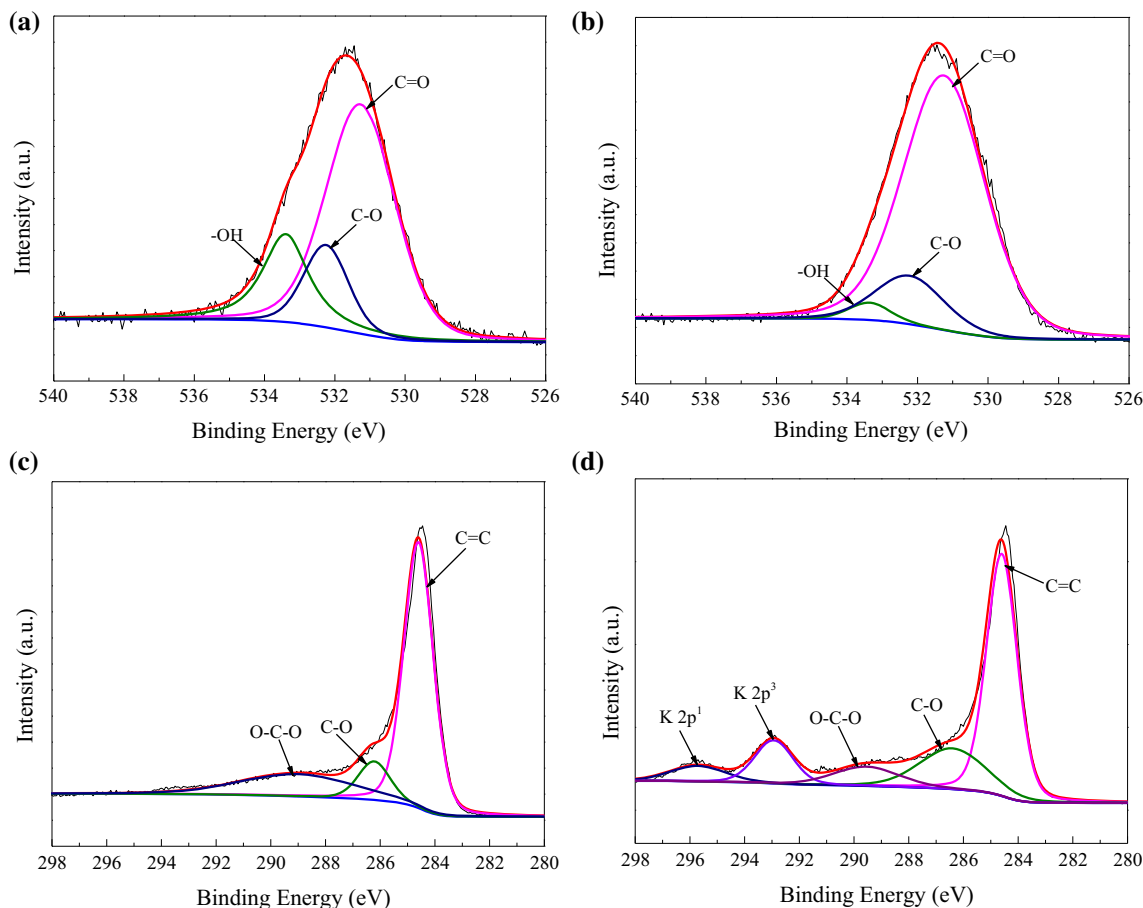 (a)
Intensity (a.u.)
C=O
C-O
-OH
540 538 536 534 532 530 528 526
Binding Energy (eV)
(b)
Intensity (a.u.)
C=O
C-O
-OH
540 538 536 534 532 530 528 526
Binding Energy (eV)
(c)
Intensity (a.u.)
C=C
C-O
O-C-O
298 296 294 292 290 288 286 284 282 280
Binding Energy (eV)
(d)
Intensity (a.u.)
C=C
K 2p¹
K 2p³
O-C-O
C-O
298 296 294 292 290 288 286 284 282 280
Binding Energy (eV)